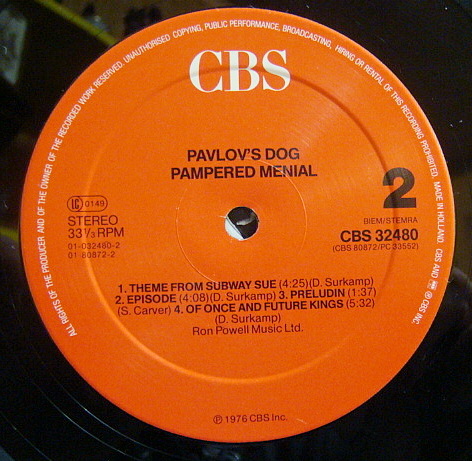 ALL RIGHTS OF THE PRODUCER AND OF THE OWNER OF THE RECORDED WORK RESERVED. UNAUTHORISED COPYING, PUBLIC PERFORMANCE, BROADCASTING, HIRING OR RENTAL OF THIS RECORDING PROHIBITED. MADE IN HOLLAND CBS AND ℗ CBS INC.
CBS
PAVLOV'S DOG
PAMPERED MENIAL
2
LC 0149
STEREO
33 1/3 RPM
01-032480-2
01 80872-2
BIEM/STEMRA
CBS 32480
(CBS 80872/PC 33552)
1. THEME FROM SUBWAY SUE (4:25)(D. Surkamp)
2. EPISODE (4:08)(D. Surkamp) 3. PRELUDIN (1:37)
(S. Carver) 4. OF ONCE AND FUTURE KINGS (5:32)
(D. Surkamp)
Ron Powell Music Ltd.
℗ 1976 CBS Inc.